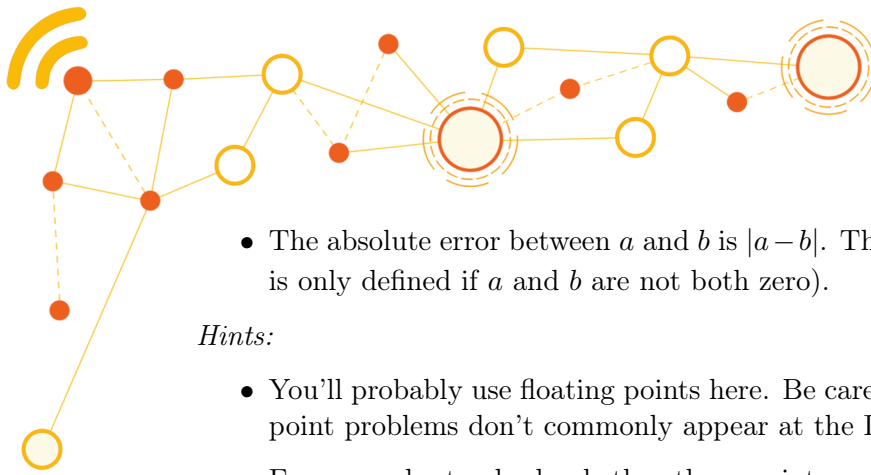 • The absolute error between a and b is |a − b|. Th
is only defined if a and b are not both zero).
Hints:
• You'll probably use floating points here. Be care
point problems don't commonly appear at the I